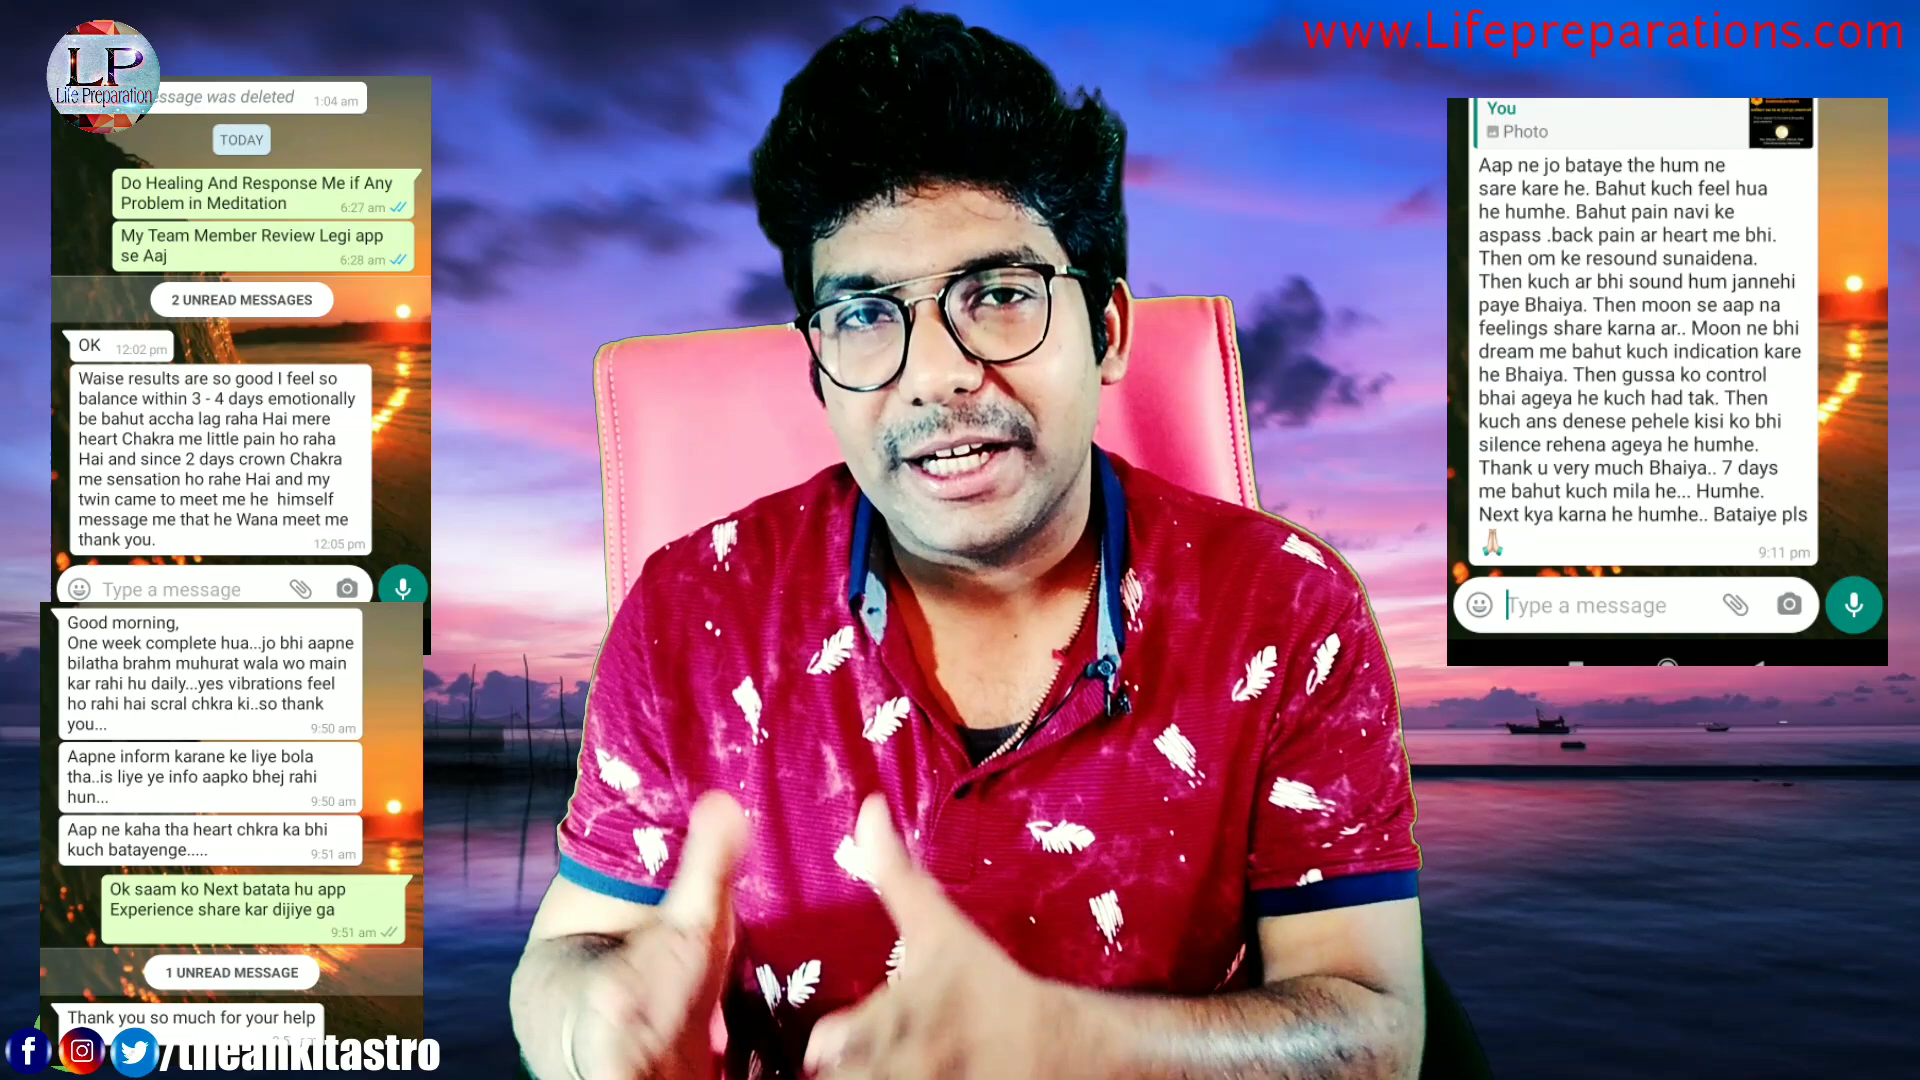 www.Lifepreparations.com
LP
Life Preparation
essage was deleted 1:04 am
TODAY
Do Healing And Response Me if Any
Problem in Meditation 6:27 am
My Team Member Review Legi app
se Aaj 6:28 am
2 UNREAD MESSAGES
OK 12:02 pm
Waise results are so good I feel so
balance within 3 - 4 days emotionally
be bahut accha lag raha Hai mere
heart Chakra me little pain ho raha
Hai and since 2 days crown Chakra
me sensation ho rahe Hai and my
twin came to meet me he himself
message me that he Wana meet me
thank you. 12:05 pm
Type a message
Good morning,
One week complete hua...jo bhi aapne
bilatha brahm muhurat wala wo main
kar rahi hu daily...yes vibrations feel
ho rahi hai scral chkra ki..so thank
you... 9:50 am
Aapne inform karane ke liye bola
tha..is liye ye info aapko bhej rahi
hun... 9:50 am
Aap ne kaha tha heart chkra ka bhi
kuch batayenge..... 9:51 am
Ok saam ko Next batata hu app
Experience share kar dijiye ga
9:51 am
1 UNREAD MESSAGE
Thank you so much for your help
/theankitastro
You
Photo
Aap ne jo bataye the hum ne
sare kare he. Bahut kuch feel hua
he humhe. Bahut pain navi ke
aspass .back pain ar heart me bhi.
Then om ke resound sunaidena.
Then kuch ar bhi sound hum jannehi
paye Bhaiya. Then moon se aap na
feelings share karna ar.. Moon ne bhi
dream me bahut kuch indication kare
he Bhaiya. Then gussa ko control
bhai ageya he kuch had tak. Then
kuch ans denese pehele kisi ko bhi
silence rehena ageya he humhe.
Thank u very much Bhaiya.. 7 days
me bahut kuch mila he... Humhe.
Next kya karna he humhe.. Bataiye pls
9:11 pm
Type a message